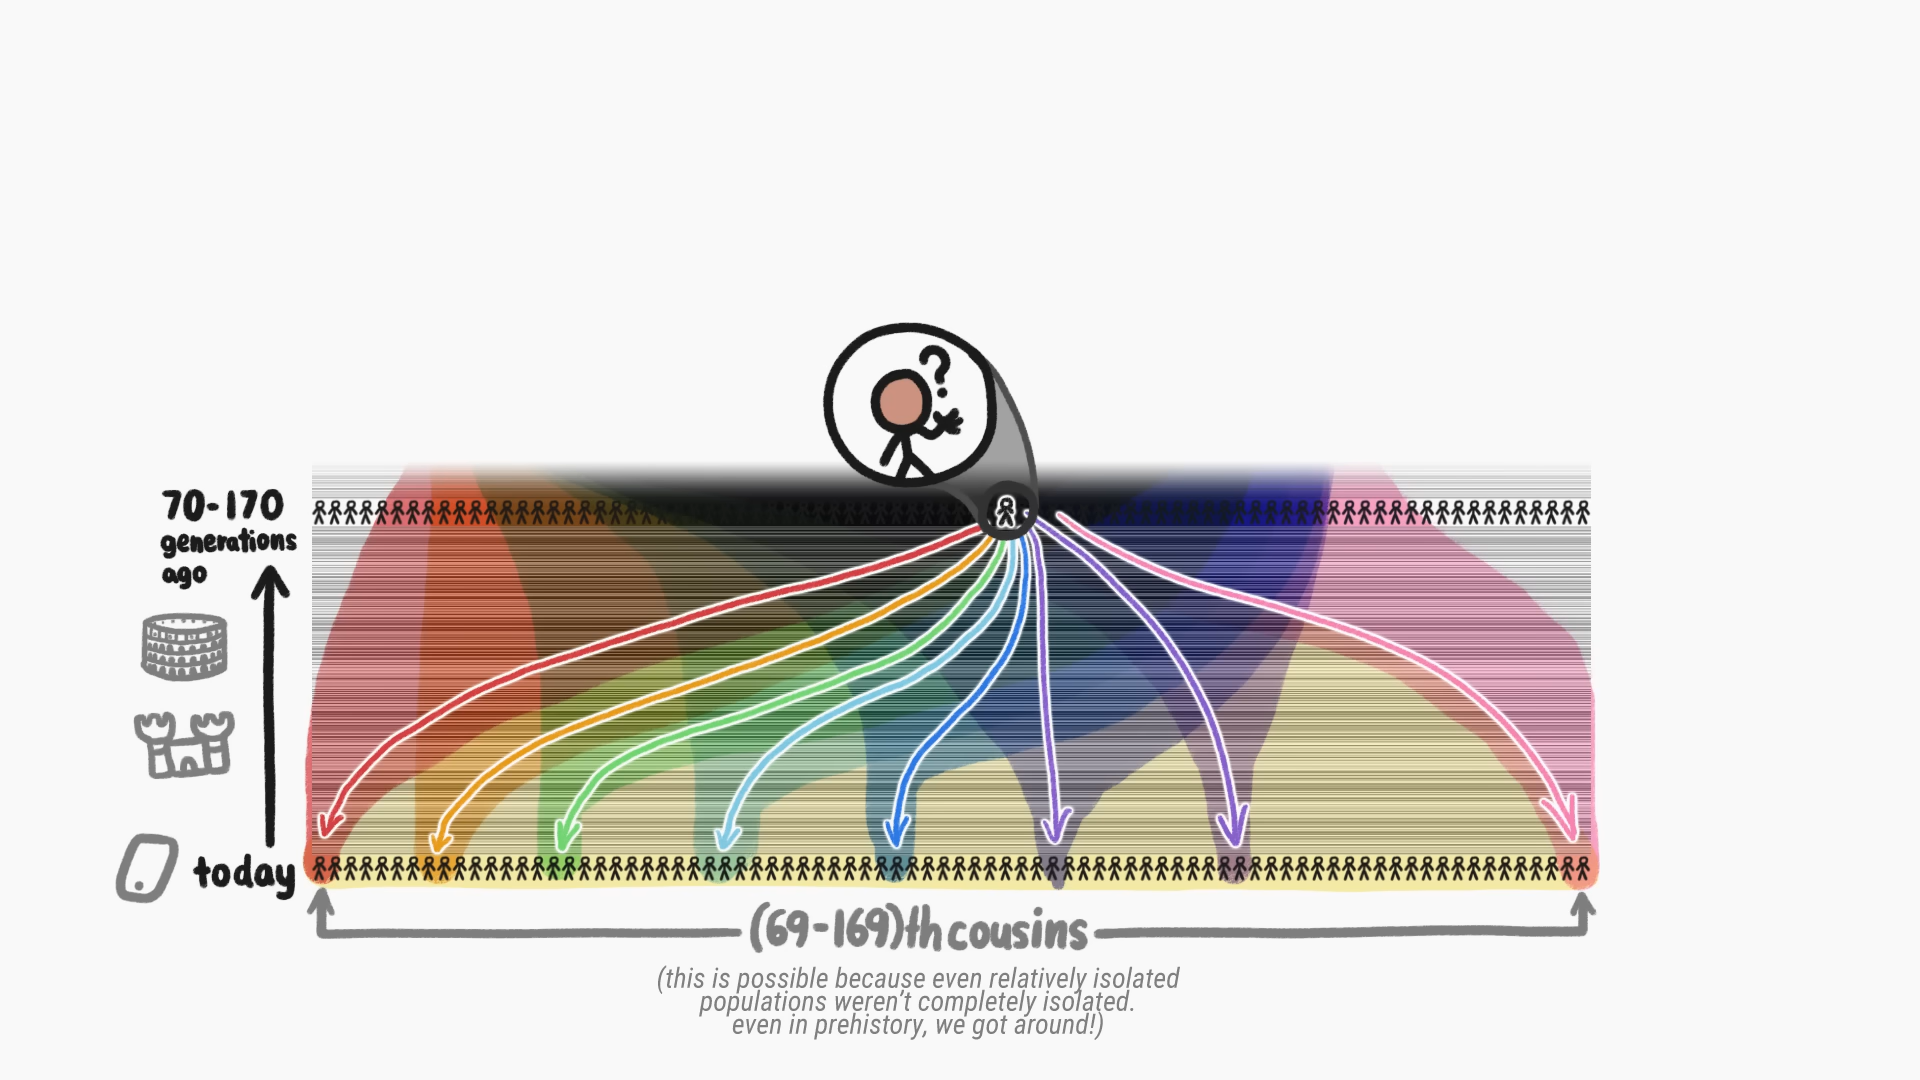 ?
70-170
generations
ago
today
(69-169)th cousins
(this is possible because even relatively isolated
populations weren't completely isolated.
even in prehistory, we got around!)